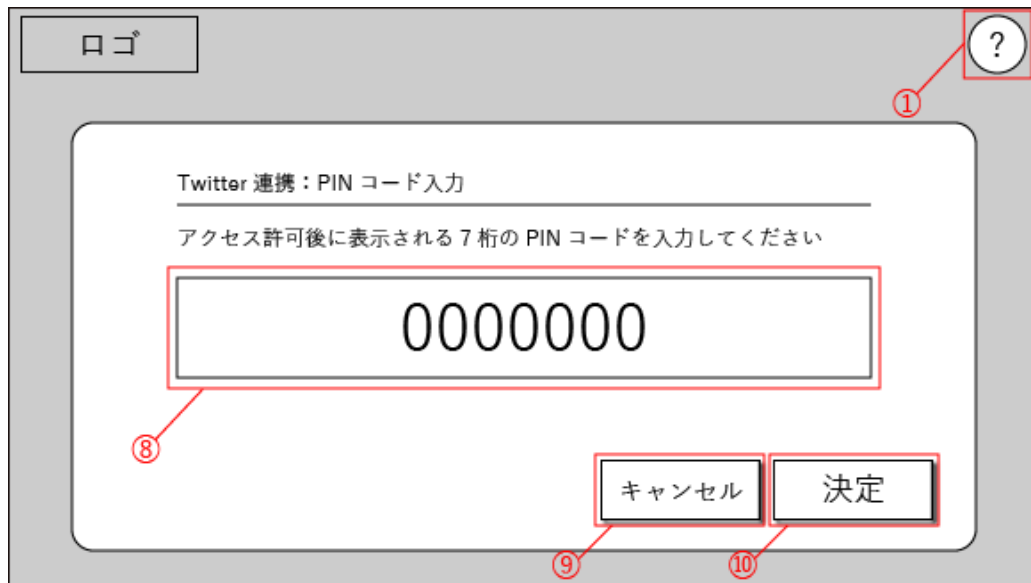 ロゴ
?
①
Twitter 連携：PIN コード入力
アクセス許可後に表示される 7 桁の PIN コードを入力してください
0000000
⑧
キャンセル
決定
⑨
⑩